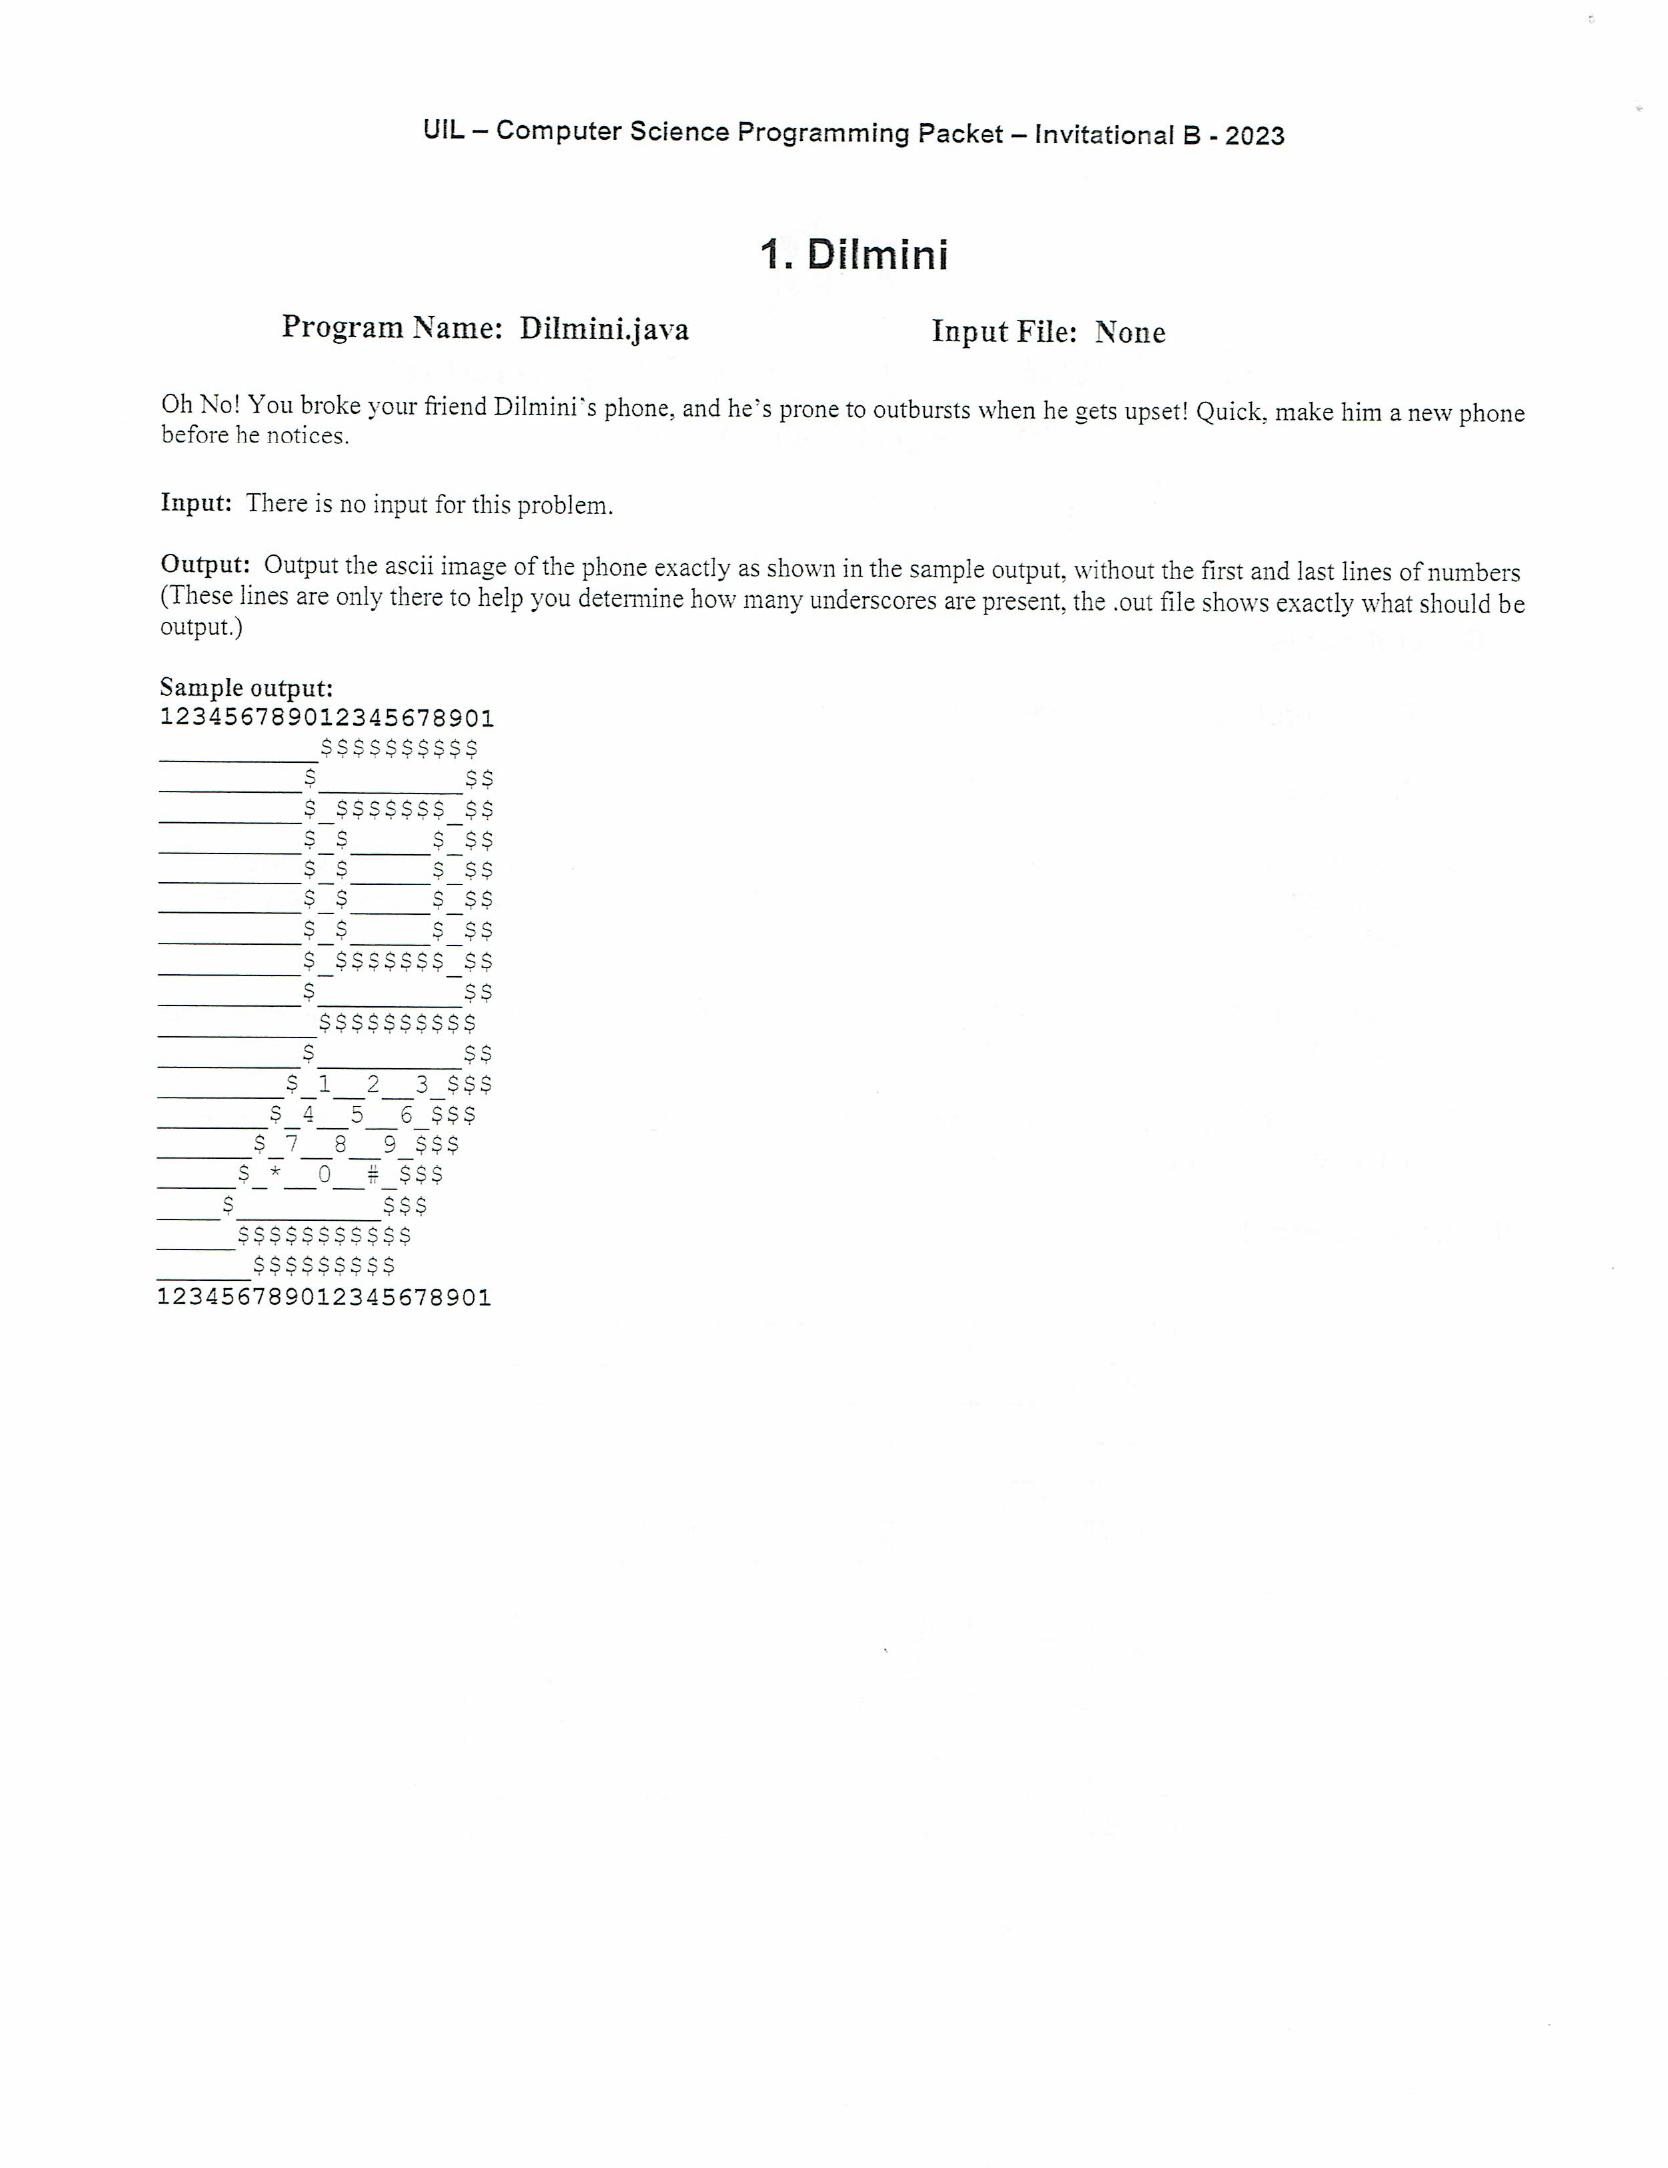 UIL – Computer Science Programming Packet – Invitational B - 2023
1. Dilmini
Program Name: Dilmini.java Input File: None
Oh No! You broke your friend Dilmini's phone, and he's prone to outbursts when he gets upset! Quick, make him a new phone
before he notices.
Input: There is no input for this problem.
Output: Output the ascii image of the phone exactly as shown in the sample output, without the first and last lines of numbers
(These lines are only there to help you determine how many underscores are present, the .out file shows exactly what should be
output.)
Sample output:
123456789012345678901
__________$$$$$$$$$$
_________$_________$$
_________$_$$$$$$$_$$
_________$_$_____$_$$
_________$_$_____$_$$
_________$_$_____$_$$
_________$_$_____$_$$
_________$_$$$$$$$_$$
_________$_________$$
__________$$$$$$$$$$
_________$_________$$
________$_1__2__3_$$$
_______$_4__5__6_$$$
______$_7__8__9_$$$
_____$_*__0__#_$$$
____$_________$$$
_____$$$$$$$$$$$
______$$$$$$$$$
123456789012345678901